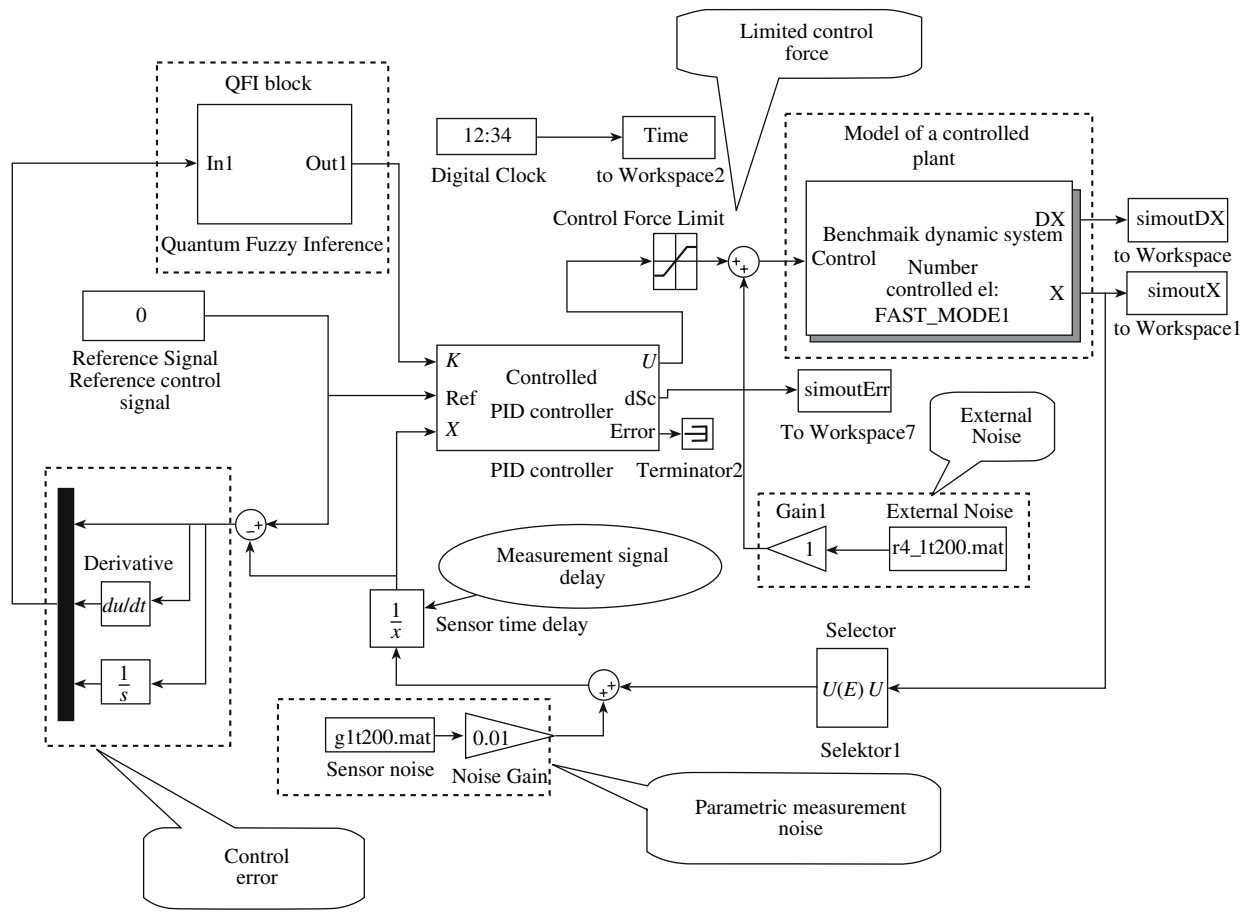 Limited control
force
QFI block
In1
Out1
Quantum Fuzzy Inference
12:34
Digital Clock
Time
to Workspace2
Model of a controlled
plant
Control Force Limit
+
+
DX
Benchmaik dynamic system
Control
Number
controlled el:
FAST_MODE1
X
simoutDX
to Workspace
simoutX
to Workspace1
0
Reference Signal
Reference control
signal
K
Ref
X
Controlled
PID controller
U
dSc
Error
PID controller
Terminator2
simoutErr
To Workspace7
External
Noise
Gain1
1
External Noise
r4_1t200.mat
– +
Derivative
du/dt
1
s
Measurement signal
delay
1
x
Sensor time delay
Selector
U(E) U
Selektor1
+
+
g1t200.mat
Sensor noise
0.01
Noise Gain
Parametric measurement
noise
Control
error